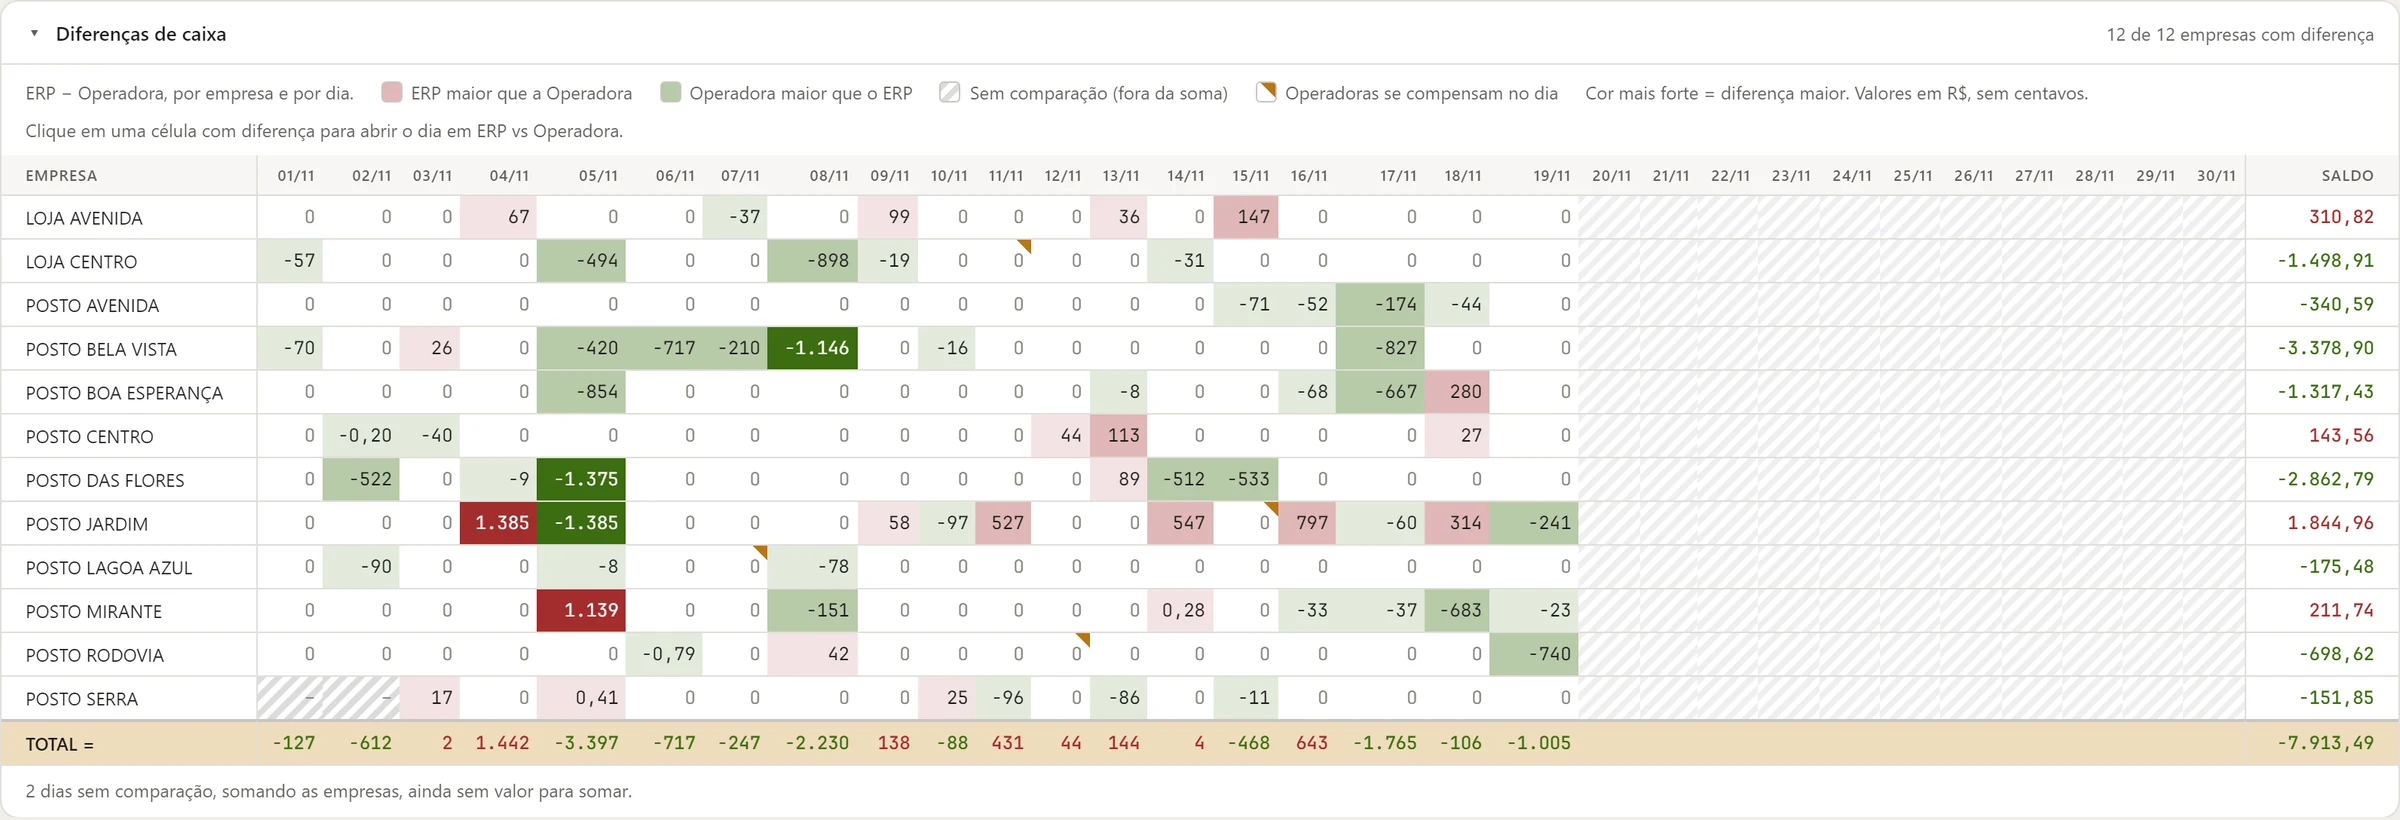 ▼ Diferenças de caixa 12 de 12 empresas com diferença
ERP − Operadora, por empresa e por dia. ERP maior que a Operadora Operadora maior que o ERP Sem comparação (fora da soma) Operadoras se compensam no dia Cor mais forte = diferença maior. Valores em R$, sem centavos.
Clique em uma célula com diferença para abrir o dia em ERP vs Operadora.
EMPRESA 01/11 02/11 03/11 04/11 05/11 06/11 07/11 08/11 09/11 10/11 11/11 12/11 13/11 14/11 15/11 16/11 17/11 18/11 19/11 20/11 21/11 22/11 23/11 24/11 25/11 26/11 27/11 28/11 29/11 30/11 SALDO
LOJA AVENIDA 0 0 0 67 0 0 -37 0 99 0 0 0 36 0 147 0 0 0 0 310,82
LOJA CENTRO -57 0 0 0 -494 0 0 -898 -19 0 0 0 0 -31 0 0 0 0 0 -1.498,91
POSTO AVENIDA 0 0 0 0 0 0 0 0 0 0 0 0 0 0 -71 -52 -174 -44 0 -340,59
POSTO BELA VISTA -70 0 26 0 -420 -717 -210 -1.146 0 -16 0 0 0 0 0 0 -827 0 0 -3.378,90
POSTO BOA ESPERANÇA 0 0 0 0 -854 0 0 0 0 0 0 0 -8 0 0 -68 -667 280 0 -1.317,43
POSTO CENTRO 0 -0,20 -40 0 0 0 0 0 0 0 0 44 113 0 0 0 0 27 0 143,56
POSTO DAS FLORES 0 -522 0 -9 -1.375 0 0 0 0 0 0 0 89 -512 -533 0 0 0 0 -2.862,79
POSTO JARDIM 0 0 0 1.385 -1.385 0 0 0 58 -97 527 0 0 547 0 797 -60 314 -241 1.844,96
POSTO LAGOA AZUL 0 -90 0 0 -8 0 0 -78 0 0 0 0 0 0 0 0 0 0 0 -175,48
POSTO MIRANTE 0 0 0 0 1.139 0 0 -151 0 0 0 0 0 0,28 0 -33 -37 -683 -23 211,74
POSTO RODOVIA 0 0 0 0 0 -0,79 0 42 0 0 0 0 0 0 0 0 0 0 -740 -698,62
POSTO SERRA – – 17 0 0,41 0 0 0 0 25 -96 0 -86 0 -11 0 0 0 0 -151,85
TOTAL = -127 -612 2 1.442 -3.397 -717 -247 -2.230 138 -88 431 44 144 4 -468 643 -1.765 -106 -1.005 -7.913,49
2 dias sem comparação, somando as empresas, ainda sem valor para somar.